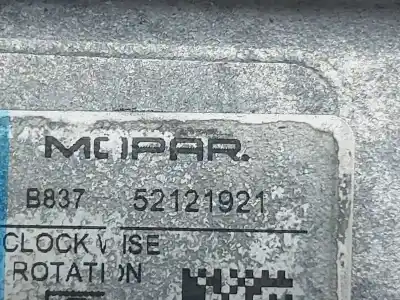 MOPAR.
B837 52121921
CLOCKWISE
ROTATION